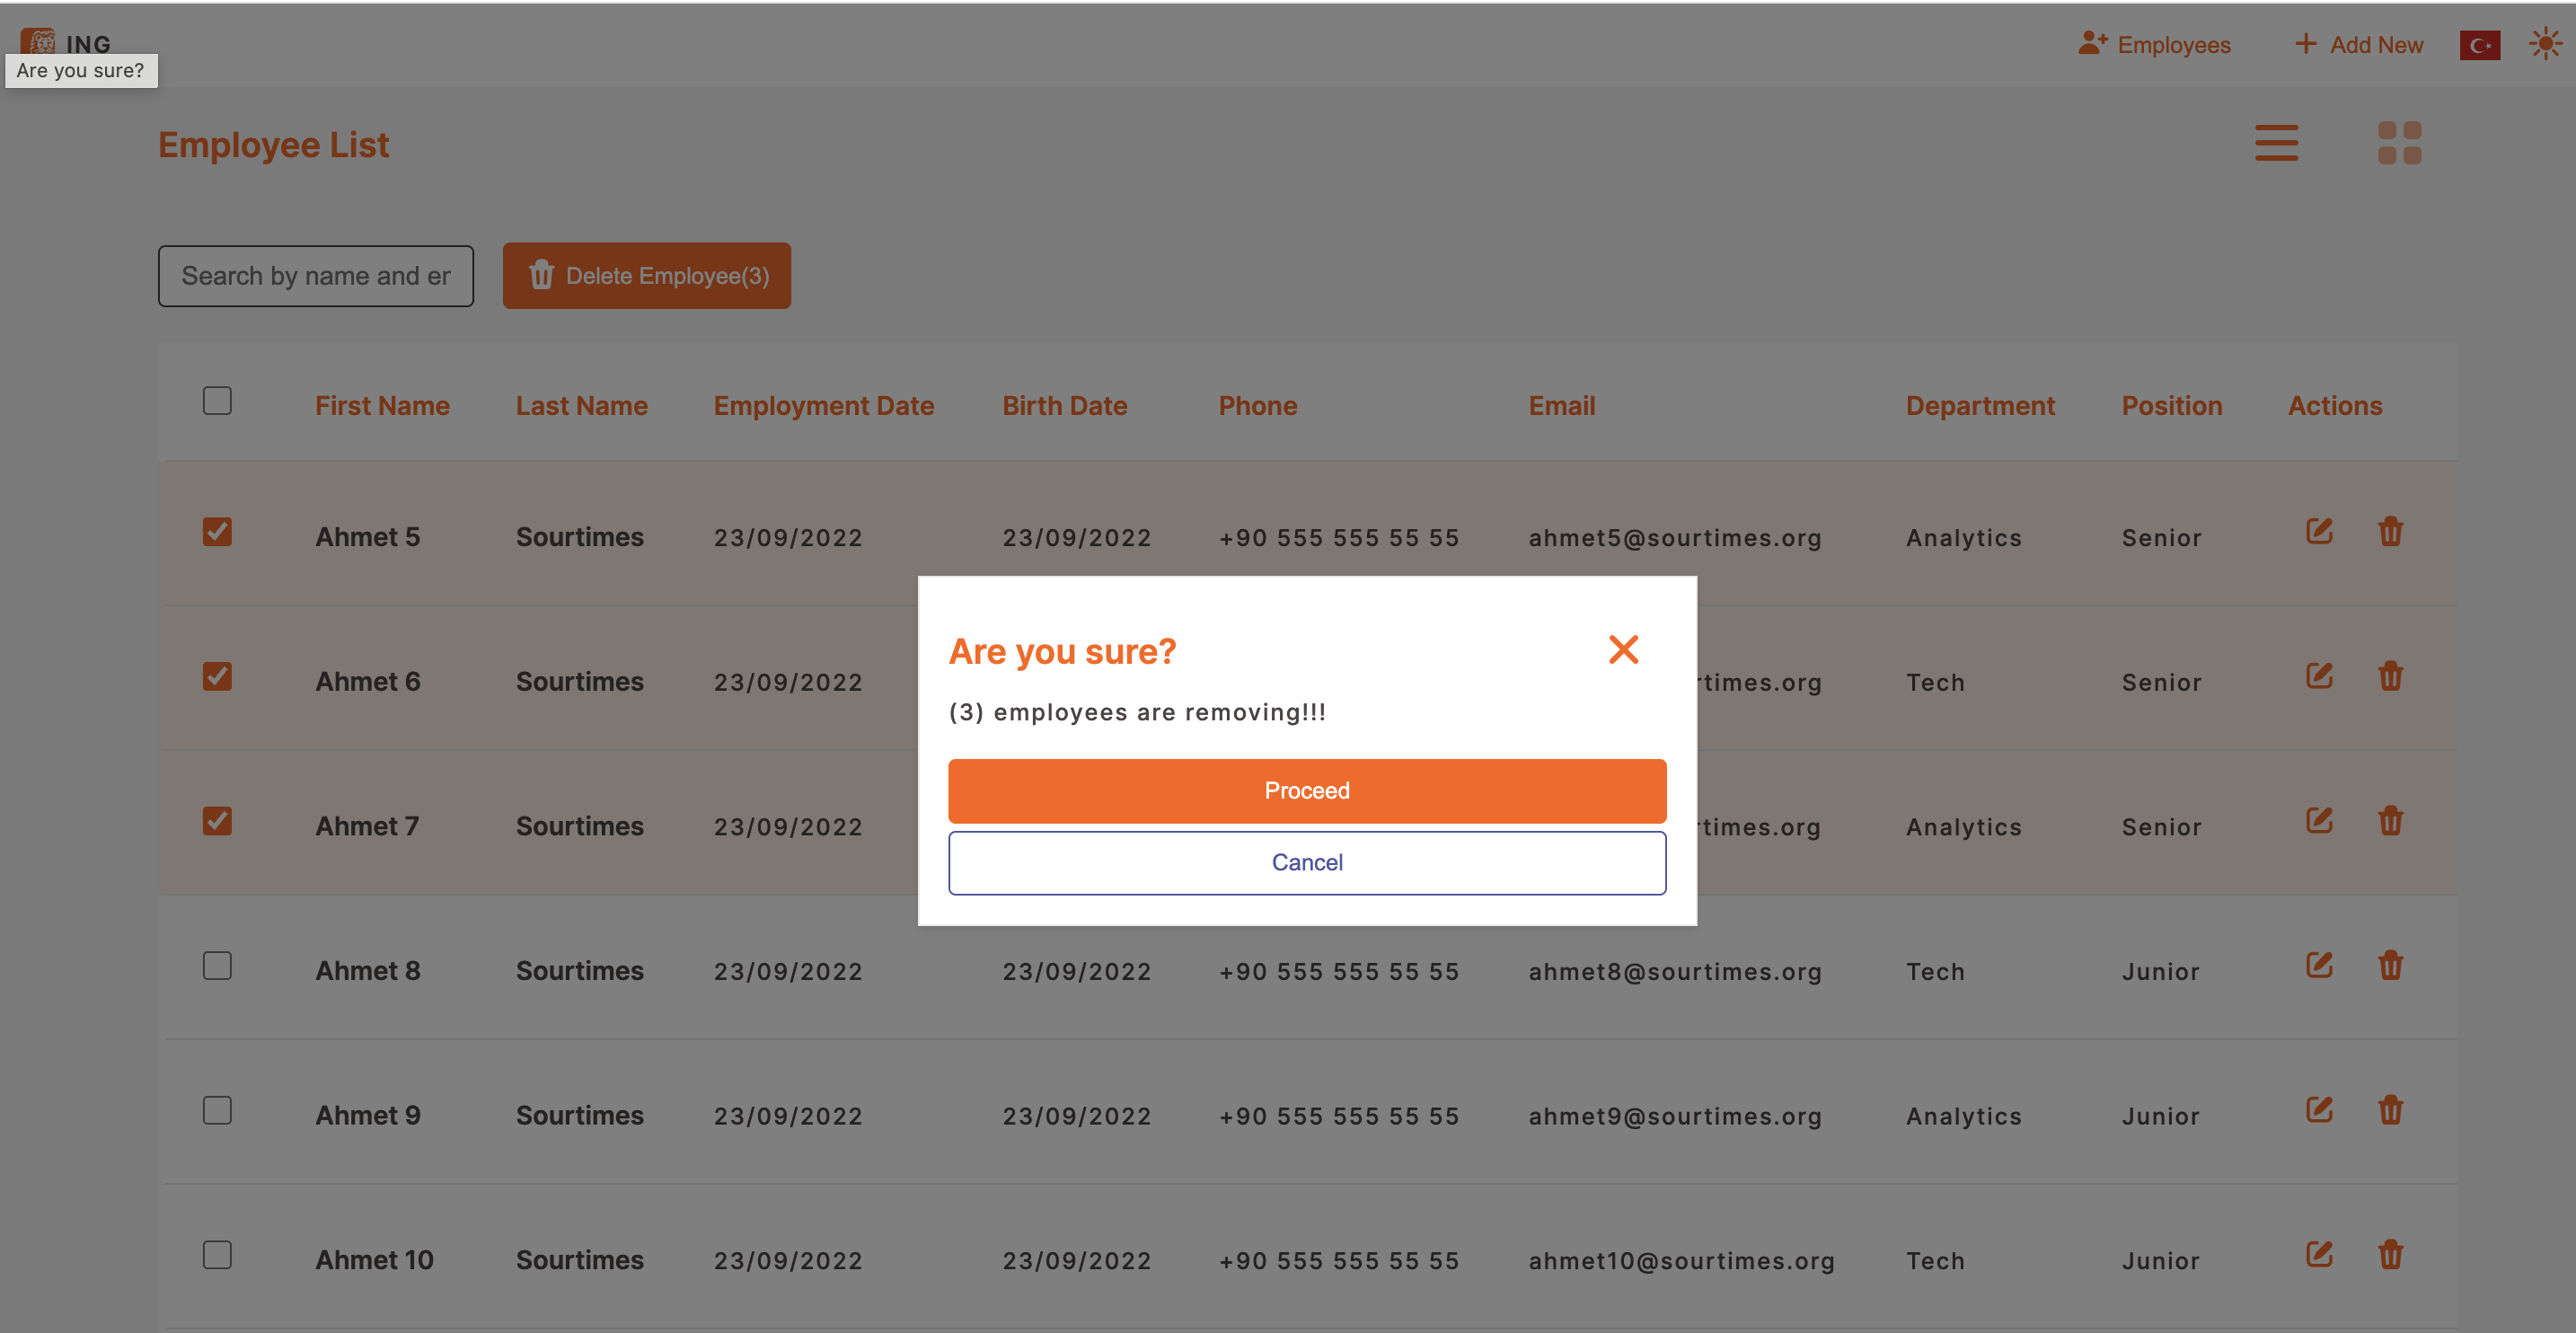 ING
Are you sure?
Employees
Add New
Employee List
Search by name and er
Delete Employee(3)
First Name Last Name Employment Date Birth Date Phone Email Department Position Actions
Ahmet 5 Sourtimes 23/09/2022 23/09/2022 +90 555 555 55 55 ahmet5@sourtimes.org Analytics Senior
Ahmet 6 Sourtimes 23/09/2022 rtimes.org Tech Senior
Ahmet 7 Sourtimes 23/09/2022 times.org Analytics Senior
Are you sure?
(3) employees are removing!!!
Proceed
Cancel
Ahmet 8 Sourtimes 23/09/2022 23/09/2022 +90 555 555 55 55 ahmet8@sourtimes.org Tech Junior
Ahmet 9 Sourtimes 23/09/2022 23/09/2022 +90 555 555 55 55 ahmet9@sourtimes.org Analytics Junior
Ahmet 10 Sourtimes 23/09/2022 23/09/2022 +90 555 555 55 55 ahmet10@sourtimes.org Tech Junior